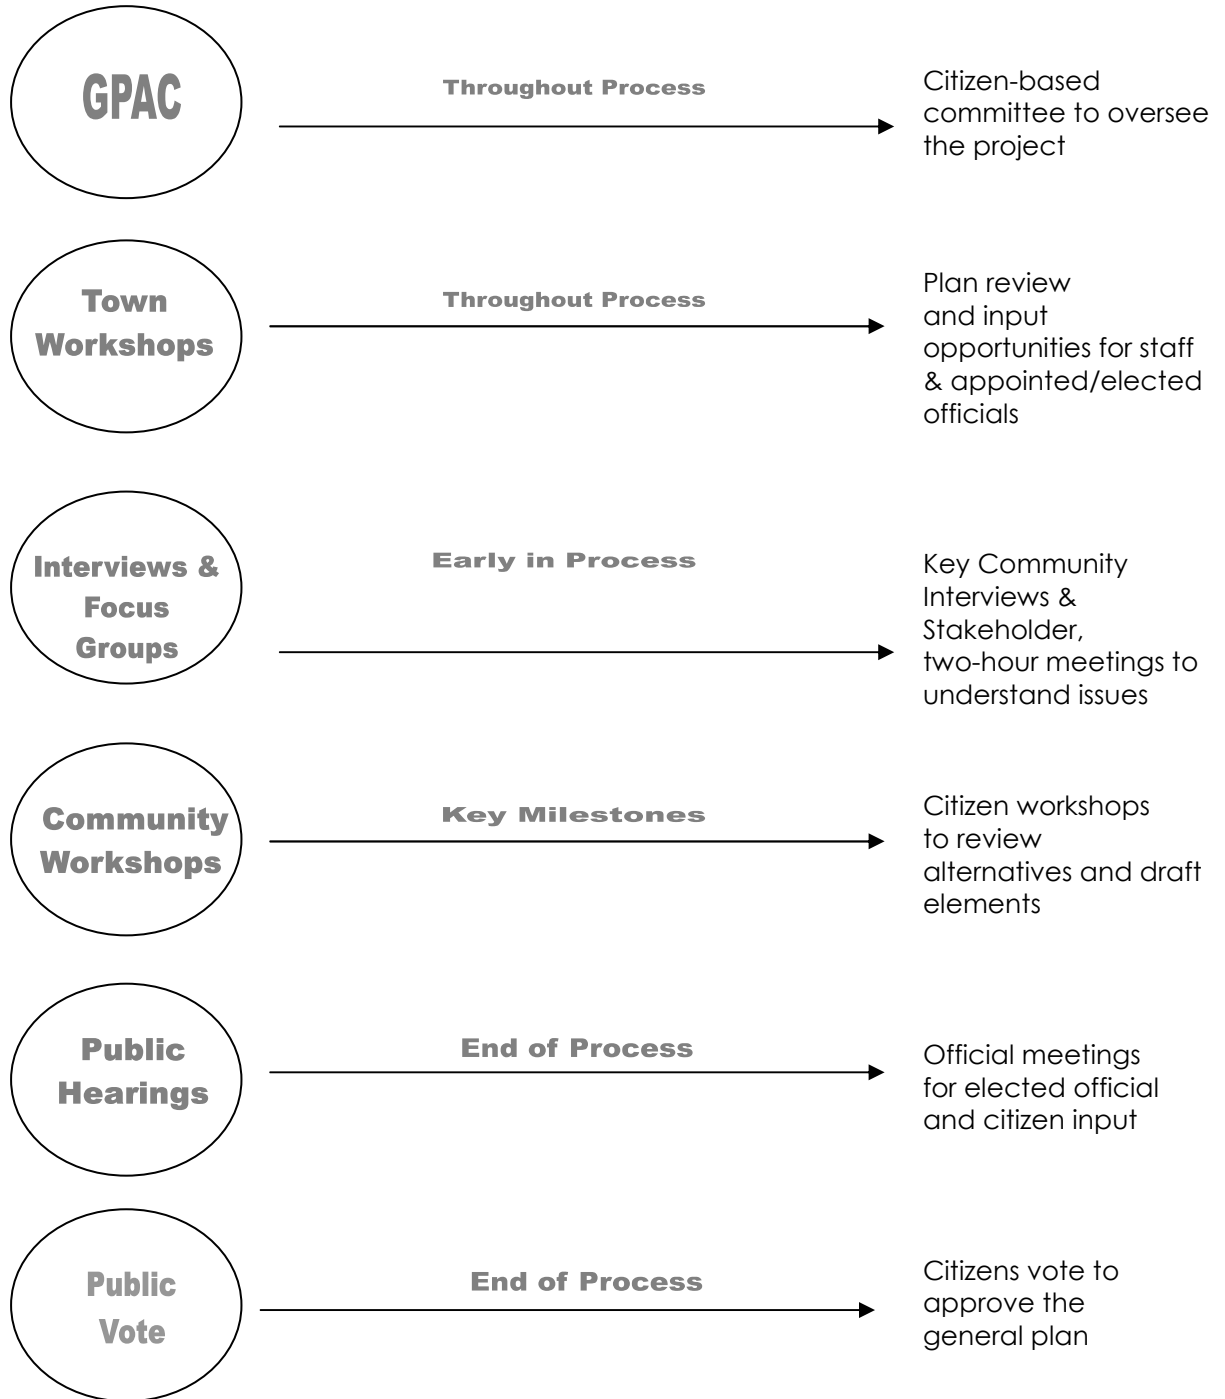 GPAC
Throughout Process
Citizen-based
committee to oversee
the project
Town
Workshops
Throughout Process
Plan review
and input
opportunities for staff
& appointed/elected
officials
Interviews &
Focus
Groups
Early in Process
Key Community
Interviews &
Stakeholder,
two-hour meetings to
understand issues
Community
Workshops
Key Milestones
Citizen workshops
to review
alternatives and draft
elements
Public
Hearings
End of Process
Official meetings
for elected official
and citizen input
Public
Vote
End of Process
Citizens vote to
approve the
general plan